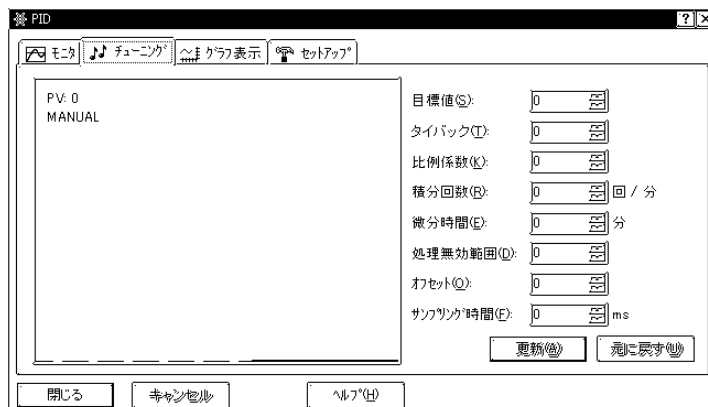 PID
モニタ チューニング グラフ表示 セットアップ
PV: 0
MANUAL
目標値(S): 0
タイバック(T): 0
比例係数(K): 0
積分回数(R): 0 回 / 分
微分時間(E): 0 分
処理無効範囲(D): 0
オフセット(O): 0
サンプリング時間(F): 0 ms
更新(A) 元に戻す(U)
閉じる キャンセル ヘルプ(H)